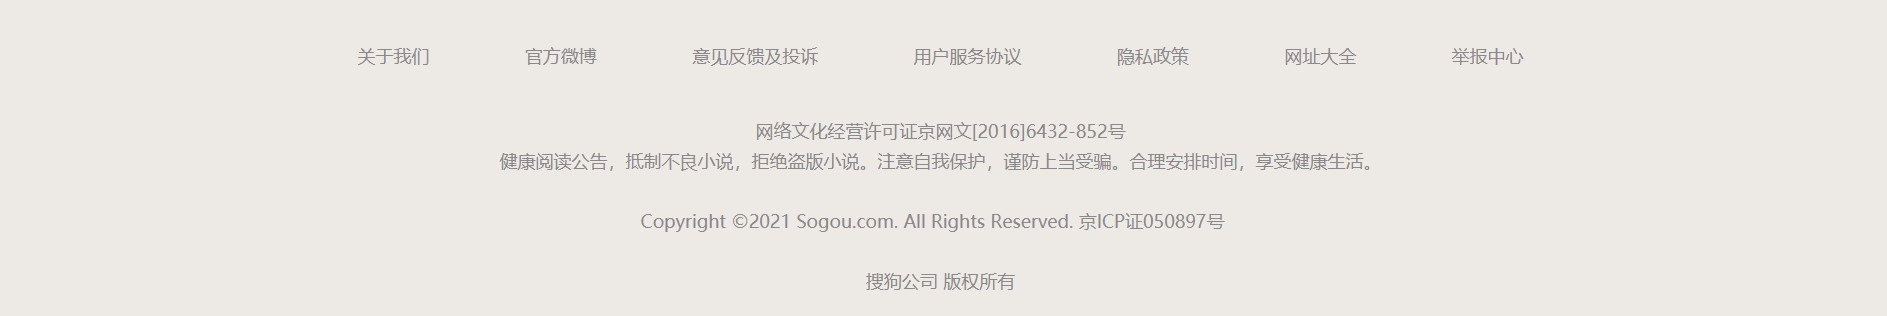 关于我们 官方微博 意见反馈及投诉 用户服务协议 隐私政策 网址大全 举报中心
网络文化经营许可证京网文[2016]6432-852号
健康阅读公告，抵制不良小说，拒绝盗版小说。注意自我保护，谨防上当受骗。合理安排时间，享受健康生活。
Copyright ©2021 Sogou.com. All Rights Reserved. 京ICP证050897号
搜狗公司 版权所有